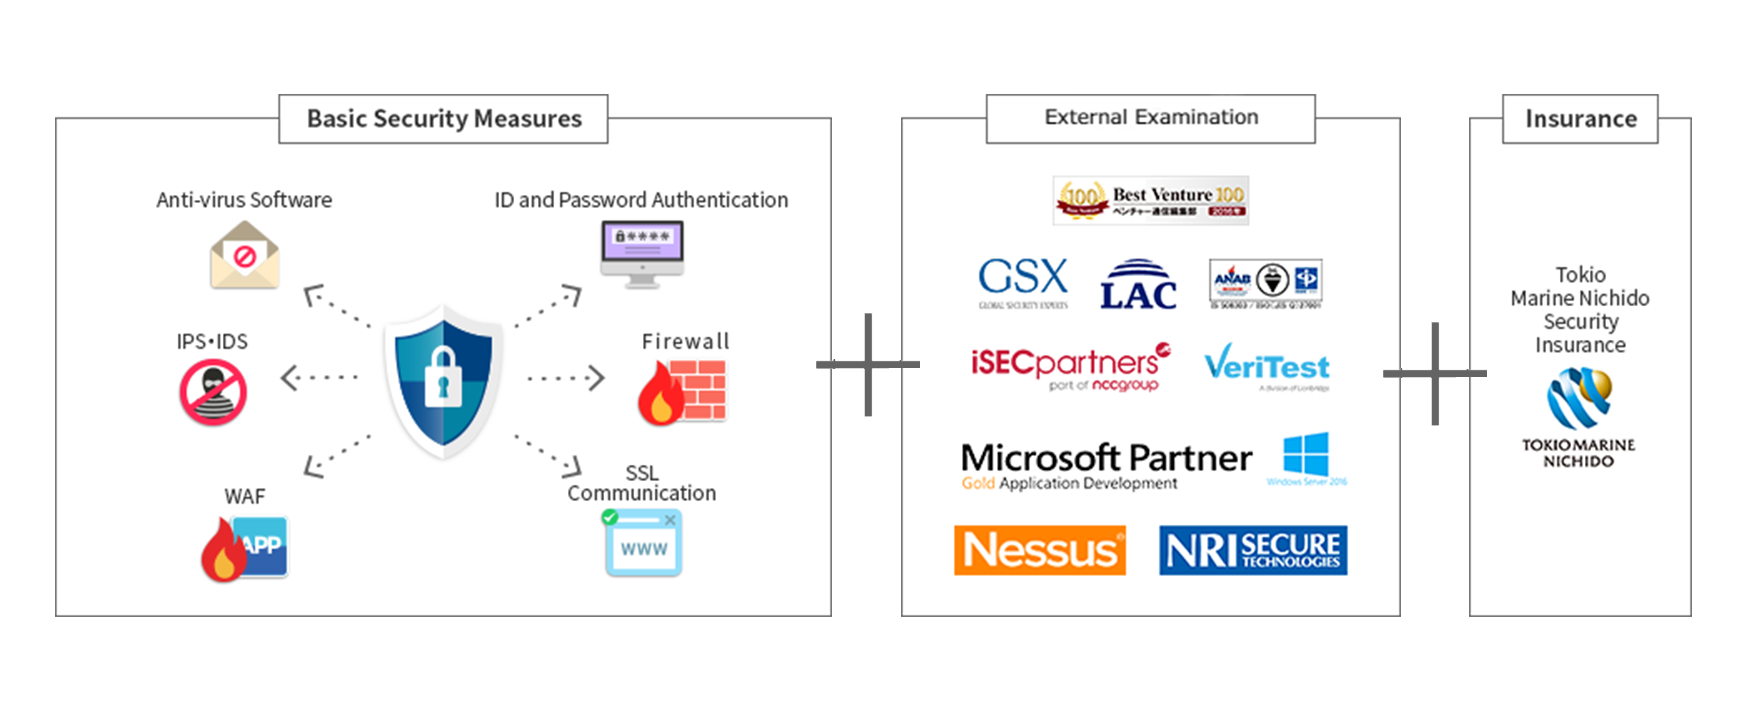 Basic Security Measures
Anti-virus Software
ID and Password Authentication
****
IPS・IDS
Firewall
WAF
APP
SSL
Communication
www
External Examination
100 Best Venture 100
ベンチャー通信編集部 2016年
GSX
GLOBAL SECURITY EXPERTS
LAC
ANAB
iSECpartners
part of nccgroup
VeriTest
A division of Lionbridge
Microsoft Partner
Gold Application Development
Windows Server 2016
Nessus®
NRI SECURE
TECHNOLOGIES
Insurance
Tokio
Marine Nichido
Security
Insurance
TOKIO MARINE
NICHIDO